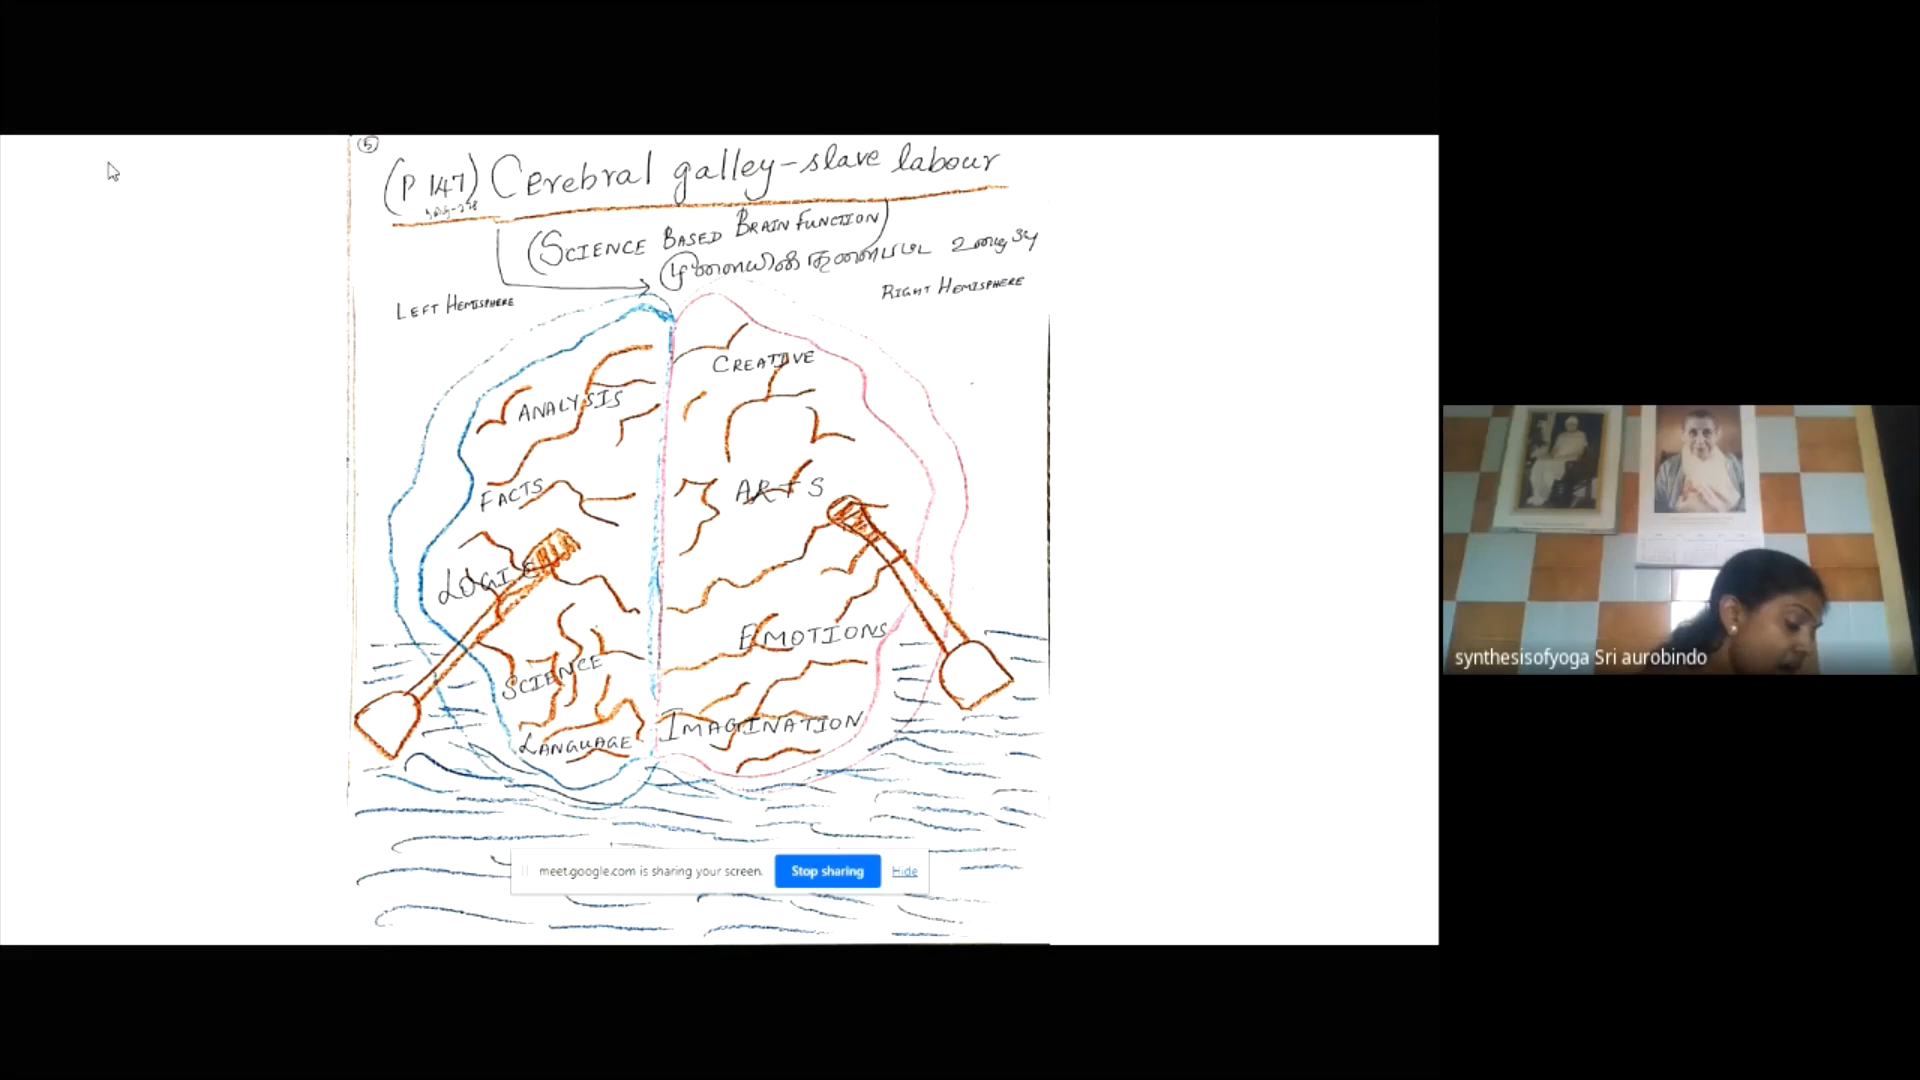 5
(P 147) Cerebral galley-slave labour
(SCIENCE BASED BRAIN FUNCTION)
LEFT HEMISPHERE
RIGHT HEMISPHERE
CREATIVE
ANALYSIS
FACTS
ARTS
LOGIC
EMOTIONS
SCIENCE
IMAGINATION
LANGUAGE
meet.google.com is sharing your screen.
Stop sharing
Hide
synthesisofyoga Sri aurobindo